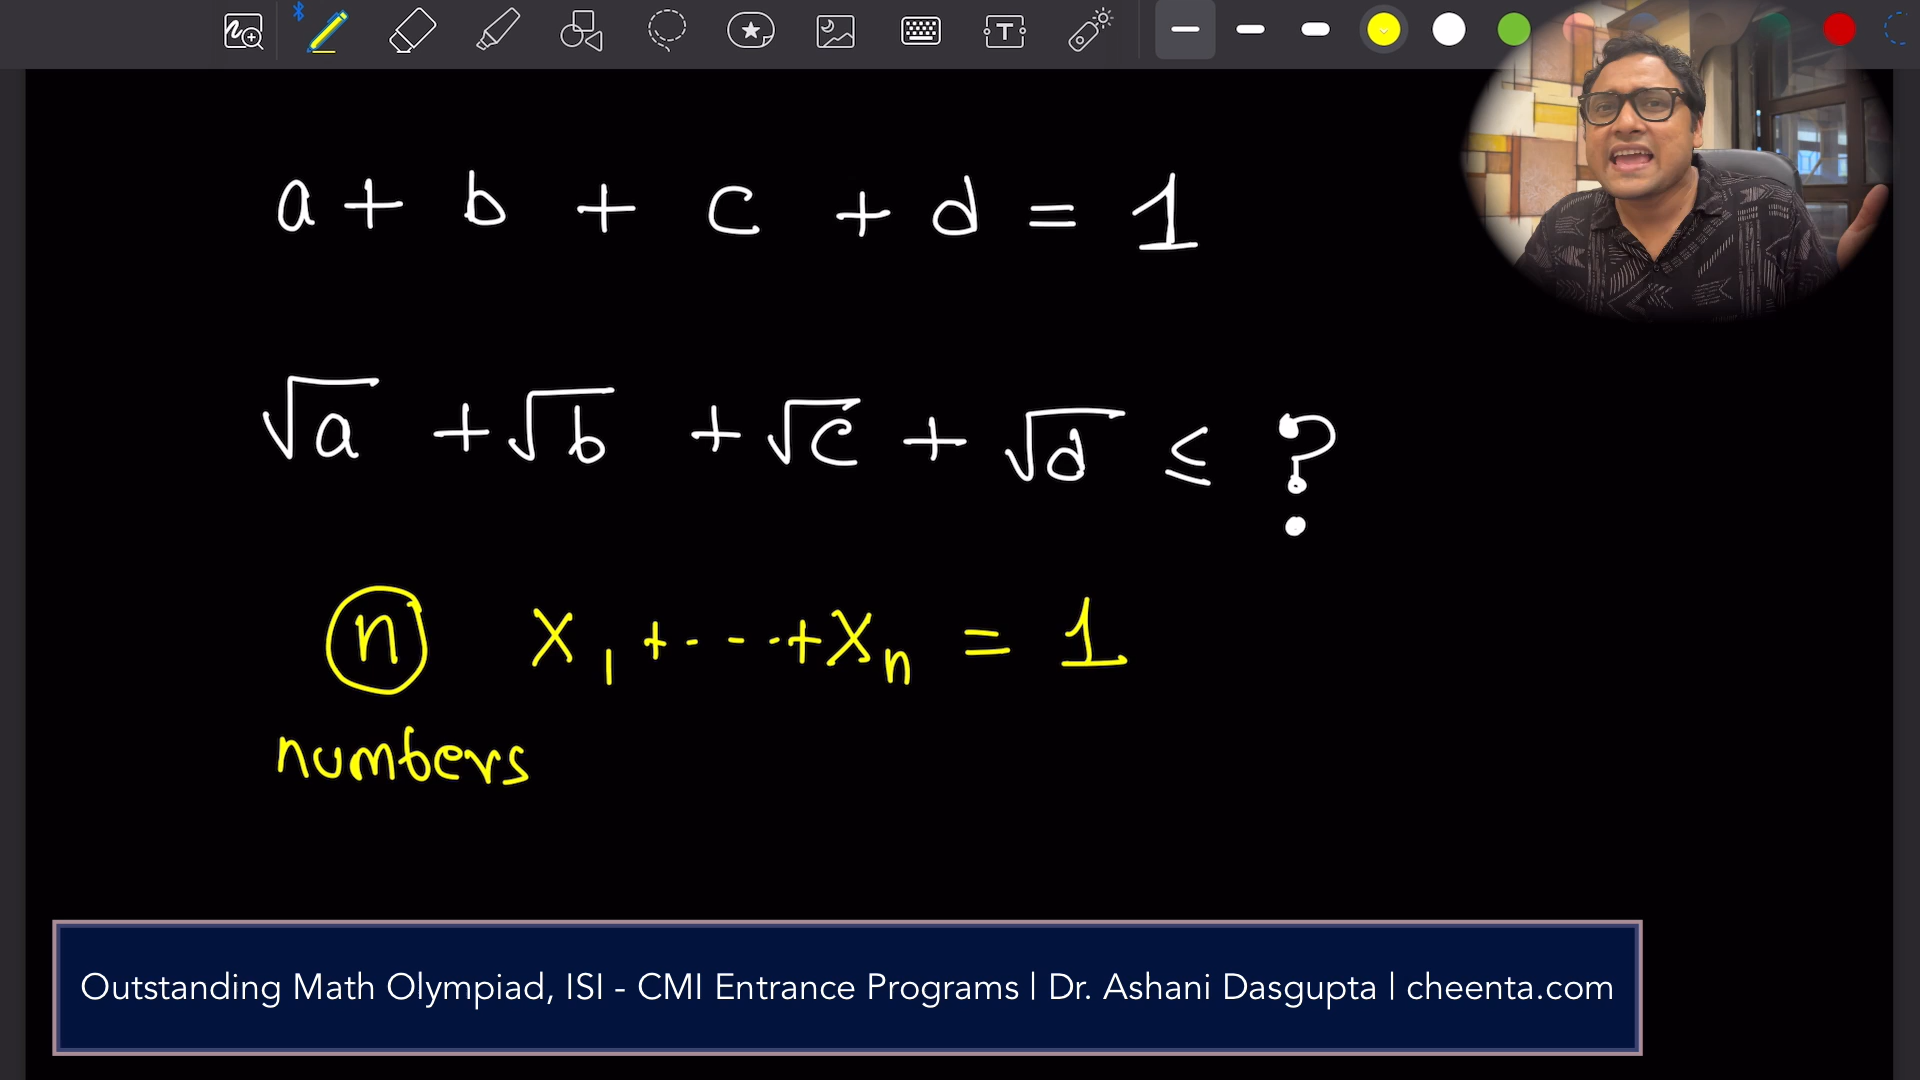 a + b + c + d = 1
√a + √b + √c + √d ≤ ?
n x₁ + - - - + xₙ = 1
numbers
Outstanding Math Olympiad, ISI - CMI Entrance Programs | Dr. Ashani Dasgupta | cheenta.com